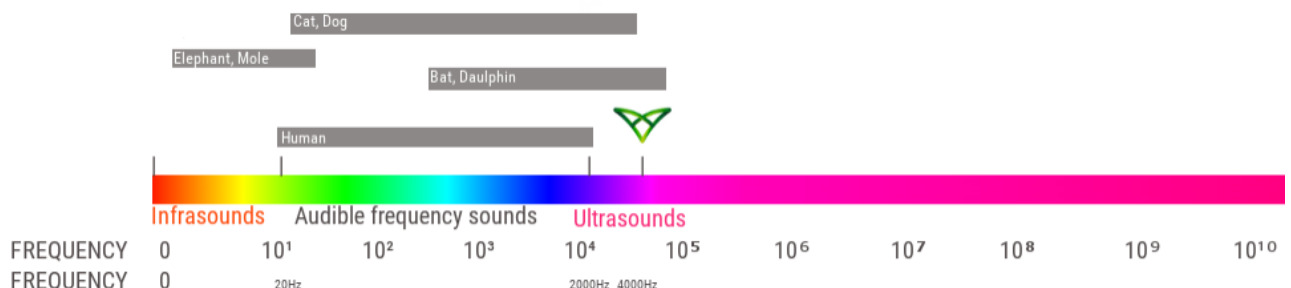 Cat, Dog
Elephant, Mole
Bat, Daulphin
Human
Infrasounds Audible frequency sounds Ultrasounds
FREQUENCY 0 10¹ 10² 10³ 10⁴ 10⁵ 10⁶ 10⁷ 10⁸ 10⁹ 10¹⁰
FREQUENCY 0 20Hz 2000Hz 4000Hz